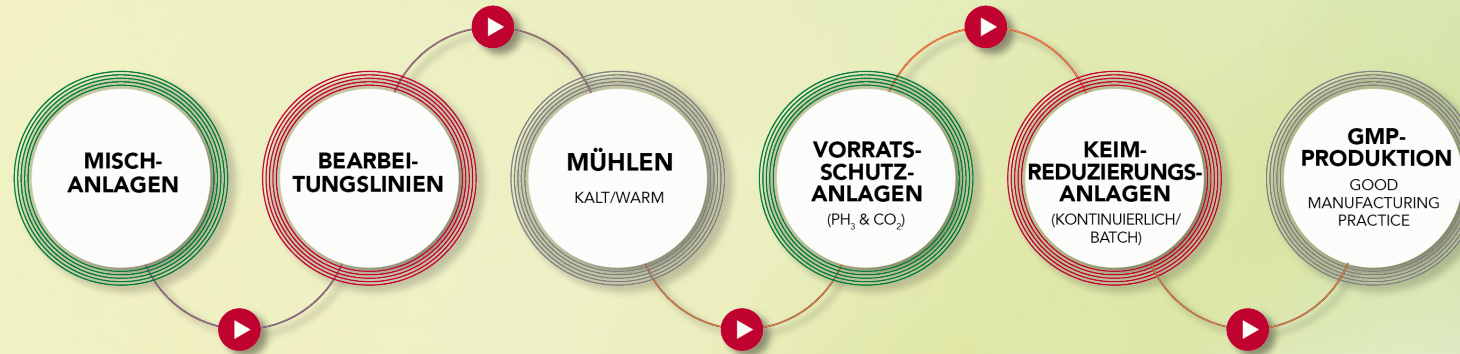 MISCH-
ANLAGEN
BEARBEI-
TUNGSLINIEN
MÜHLEN
KALT/WARM
VORRATS-
SCHUTZ-
ANLAGEN
(PH₃ & CO₂)
KEIM-
REDUZIERUNGS-
ANLAGEN
(KONTINUIERLICH/
BATCH)
GMP-
PRODUKTION
GOOD
MANUFACTURING
PRACTICE